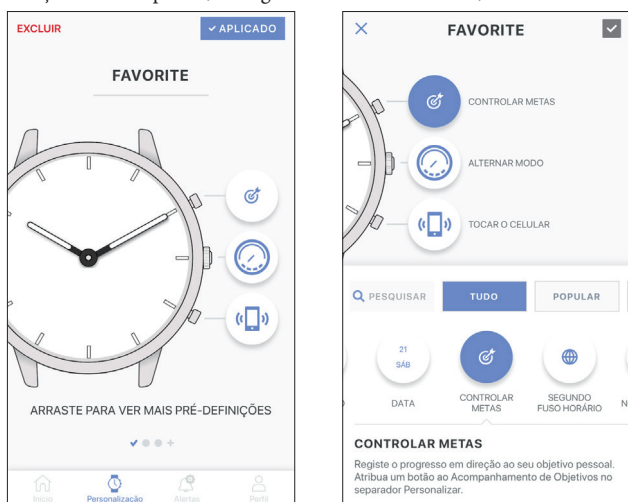 EXCLUIR
✓ APLICADO
FAVORITE
ARRASTE PARA VER MAIS PRÉ-DEFINIÇÕES
Início
Personalização
Alertas
Perfil
FAVORITE
CONTROLAR METAS
ALTERNAR MODO
TOCAR O CELULAR
PESQUISAR
TUDO
POPULAR
21
SÁB
DATA
CONTROLAR
METAS
SEGUNDO
FUSO HORÁRIO
CONTROLAR METAS
Registe o progresso em direção ao seu objetivo pessoal.
Atribua um botão ao Acompanhamento de Objetivos no
separador Personalizar.